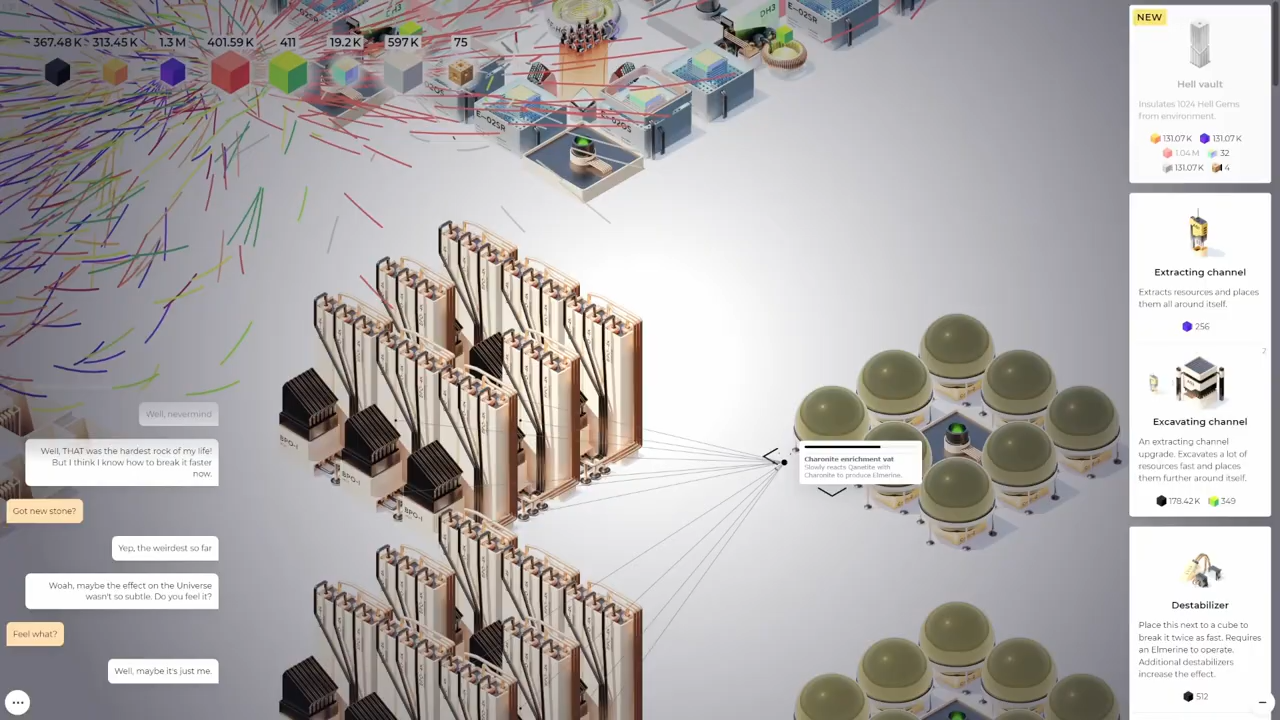 367.48 K 313.45 K 1.3 M 401.59 K 411 19.2 K 597 K 75
DH3
E-02SR
E-02SR
BPO-I
BPO-I
BPO-I
Well, nevermind
Well, THAT was the hardest rock of my life!
But I think I know how to break it faster
now.
Got new stone?
Yep, the weirdest so far
Woah, maybe the effect on the Universe
wasn't so subtle. Do you feel it?
Feel what?
Well, maybe it's just me.
Charonite enrichment vat
Slowly reacts Qanetite with
Charonite to produce Elmerine.
NEW
Hell vault
Insulates 1024 Hell Gems
from environment.
131.07 K 131.07 K
1.04 M 32
131.07 K 4
Extracting channel
Extracts resources and places
them all around itself.
256
2
Excavating channel
An extracting channel
upgrade. Excavates a lot of
resources fast and places
them further around itself.
178.42 K 349
Destabilizer
Place this next to a cube to
break it twice as fast. Requires
an Elmerine to operate.
Additional destabilizers
increase the effect.
512